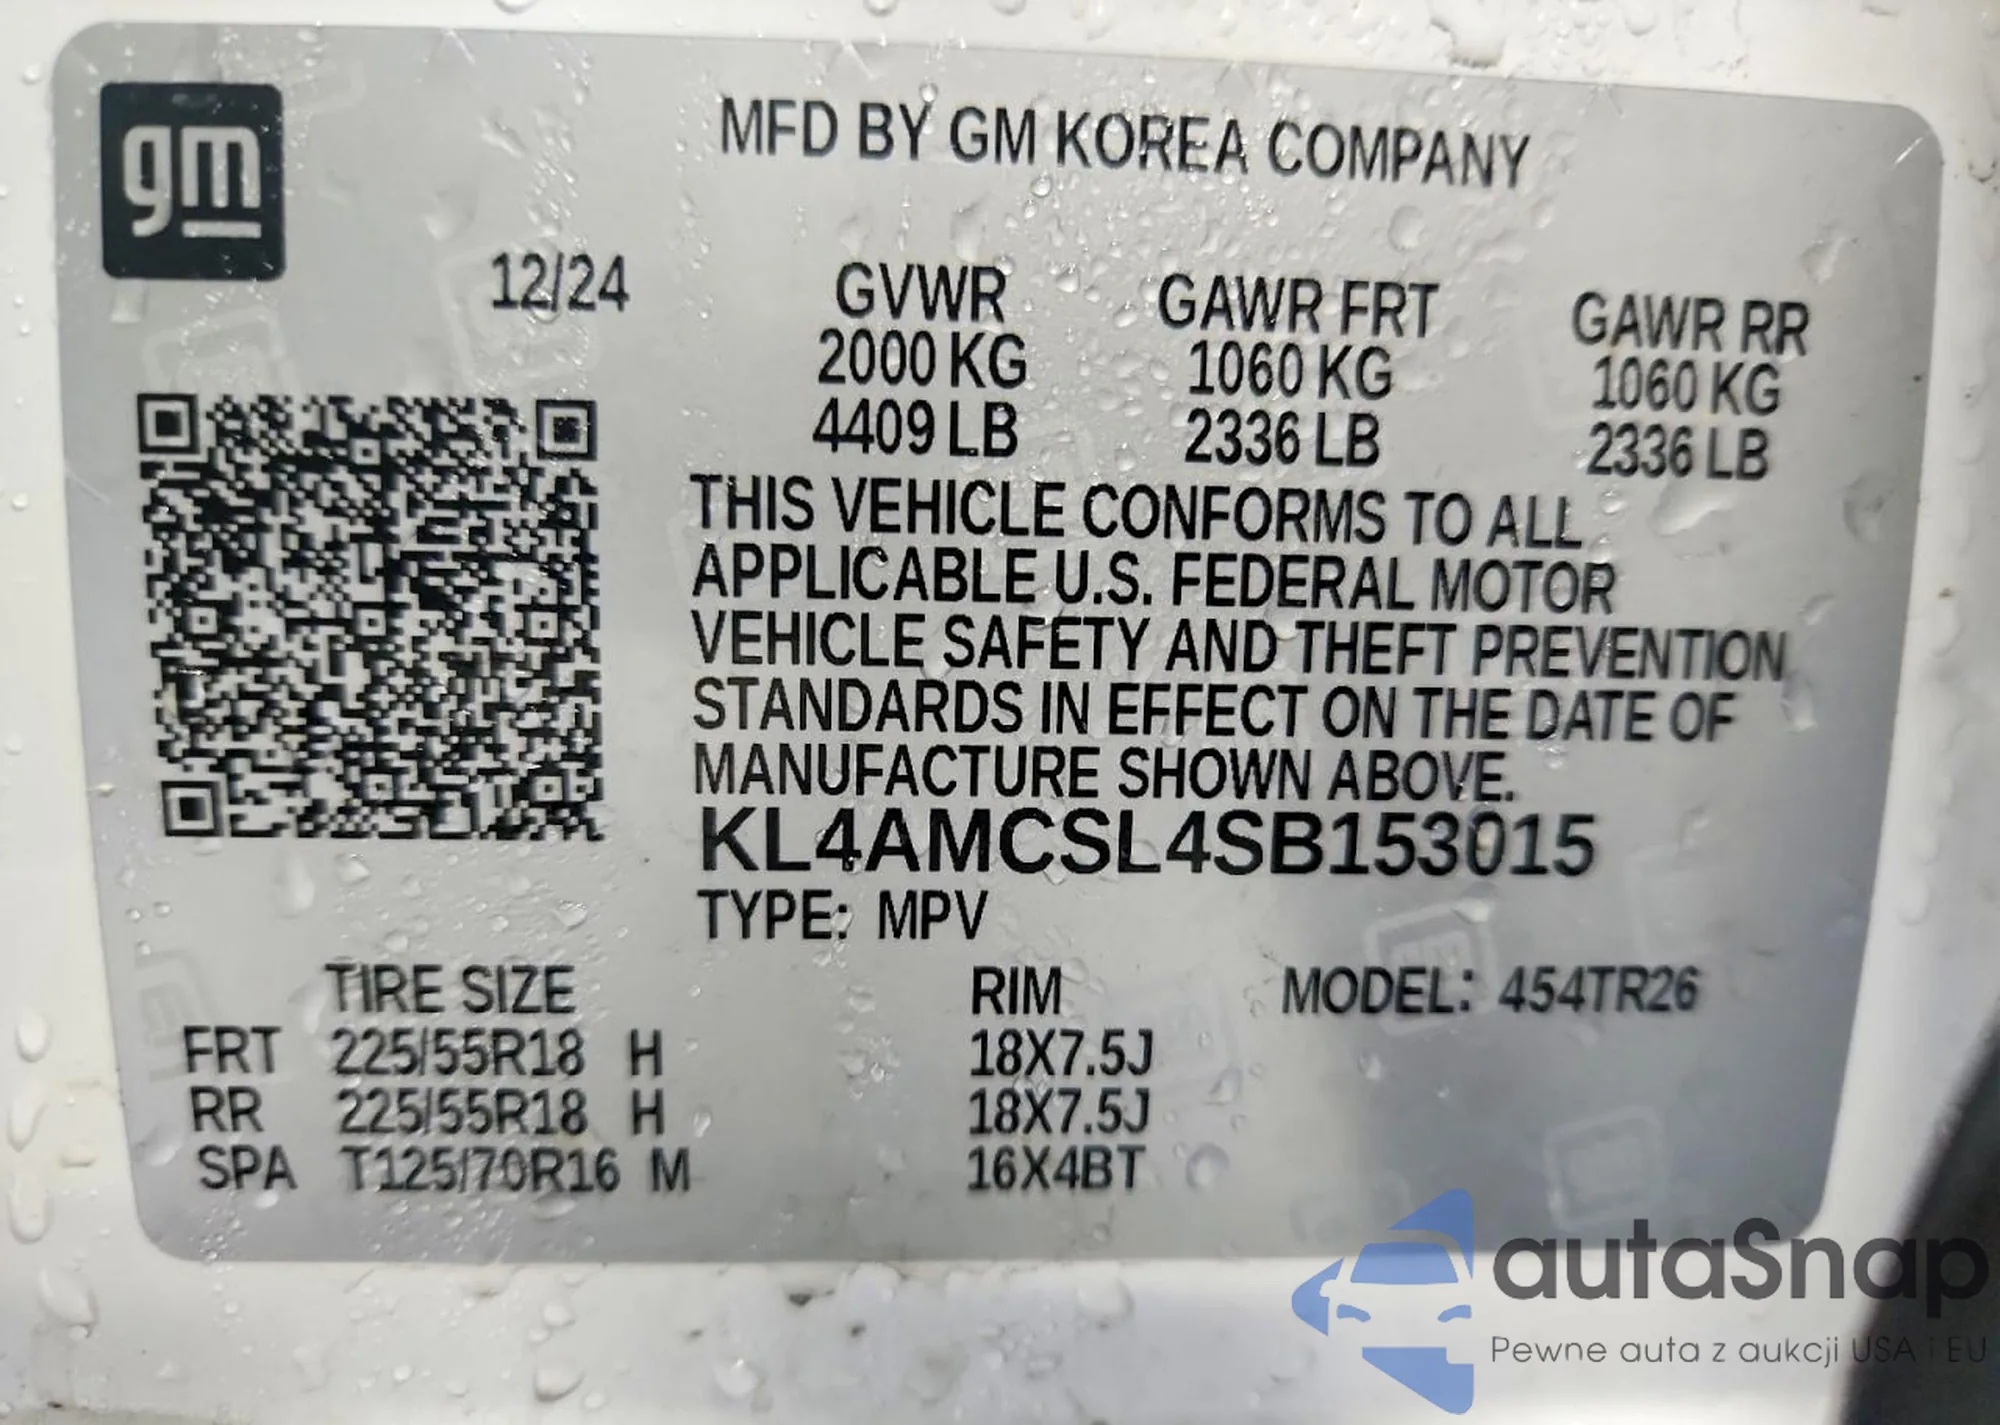 gm
MFD BY GM KOREA COMPANY
12/24 GVWR GAWR FRT GAWR RR
2000 KG 1060 KG 1060 KG
4409 LB 2336 LB 2336 LB
THIS VEHICLE CONFORMS TO ALL
APPLICABLE U.S. FEDERAL MOTOR
VEHICLE SAFETY AND THEFT PREVENTION
STANDARDS IN EFFECT ON THE DATE OF
MANUFACTURE SHOWN ABOVE.
KL4AMCSL4SB153015
TYPE: MPV
TIRE SIZE RIM MODEL: 454TR26
FRT 225/55R18 H 18X7.5J
RR 225/55R18 H 18X7.5J
SPA T125/70R16 M 16X4BT
autaSnap
Pewne auta z aukcji USA i EU